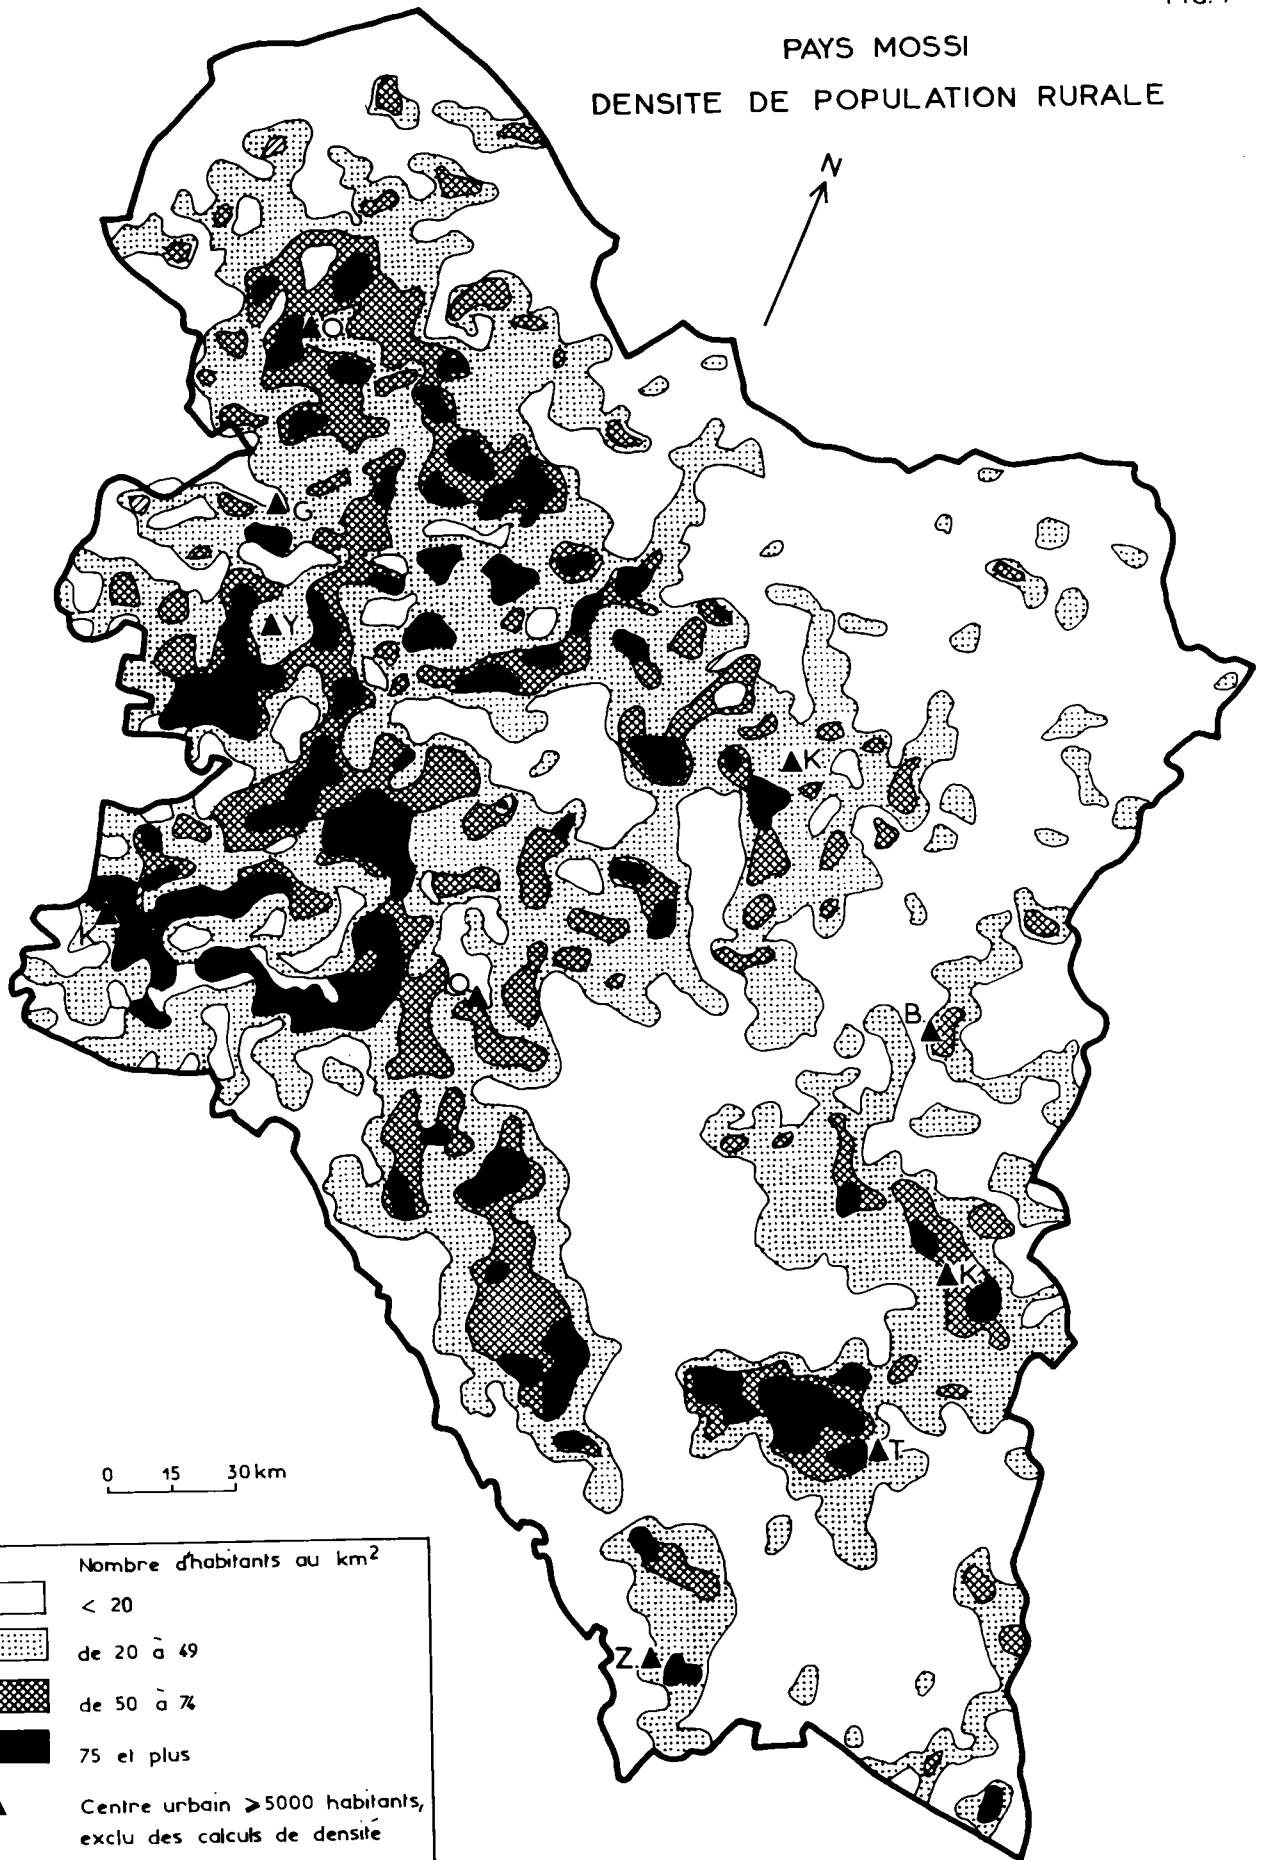 PAYS MOSSI
DENSITE DE POPULATION RURALE
N
O
G
Y
K
K
O
B.
K
T
Z.
0 15 30 km
Nombre d'habitants au km²
< 20
de 20 à 49
de 50 à 74
75 et plus
Centre urbain ⩾ 5000 habitants,
exclu des calculs de densité